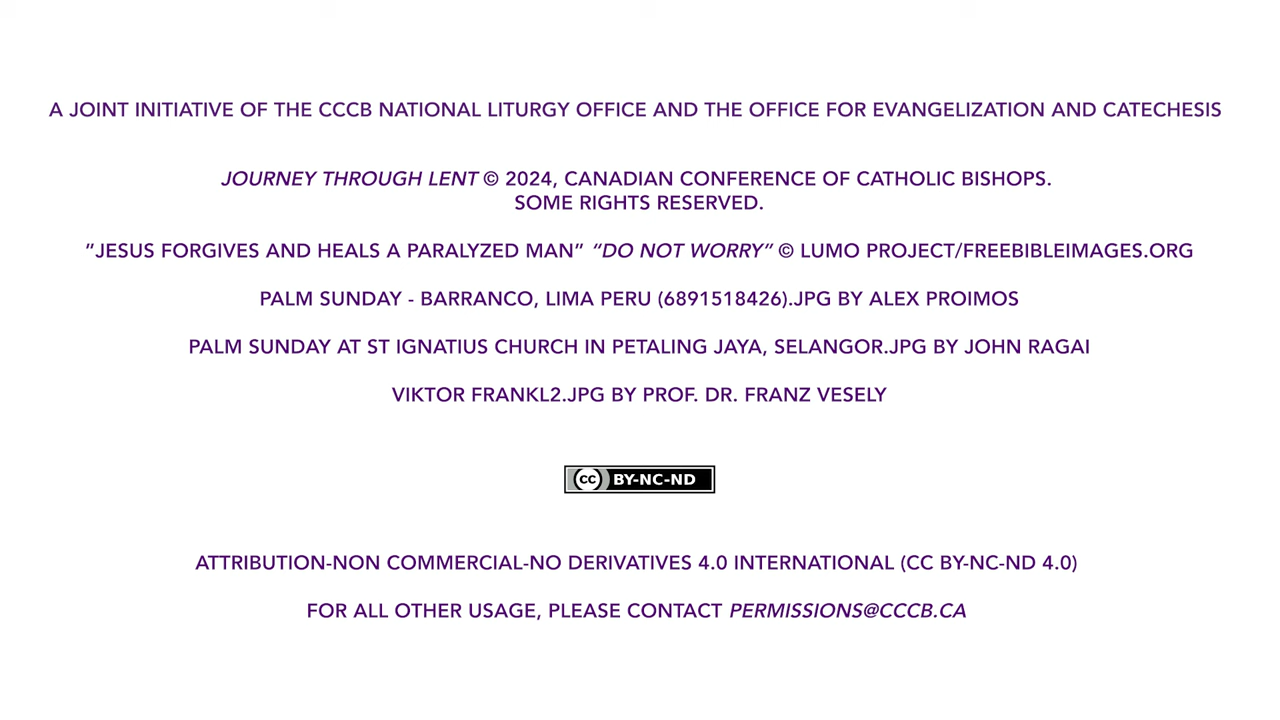 A JOINT INITIATIVE OF THE CCCB NATIONAL LITURGY OFFICE AND THE OFFICE FOR EVANGELIZATION AND CATECHESIS
JOURNEY THROUGH LENT © 2024, CANADIAN CONFERENCE OF CATHOLIC BISHOPS.
SOME RIGHTS RESERVED.
”JESUS FORGIVES AND HEALS A PARALYZED MAN” “DO NOT WORRY” © LUMO PROJECT/FREEBIBLEIMAGES.ORG
PALM SUNDAY - BARRANCO, LIMA PERU (6891518426).JPG BY ALEX PROIMOS
PALM SUNDAY AT ST IGNATIUS CHURCH IN PETALING JAYA, SELANGOR.JPG BY JOHN RAGAI
VIKTOR FRANKL2.JPG BY PROF. DR. FRANZ VESELY
CC BY-NC-ND
ATTRIBUTION-NON COMMERCIAL-NO DERIVATIVES 4.0 INTERNATIONAL (CC BY-NC-ND 4.0)
FOR ALL OTHER USAGE, PLEASE CONTACT PERMISSIONS@CCCB.CA